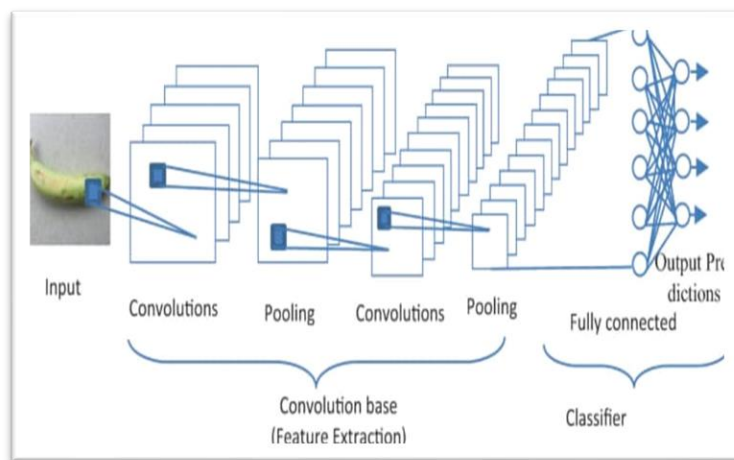 Input
Convolutions
Pooling
Convolutions
Pooling
Output Pre
dictions
Fully connected
Convolution base
(Feature Extraction)
Classifier